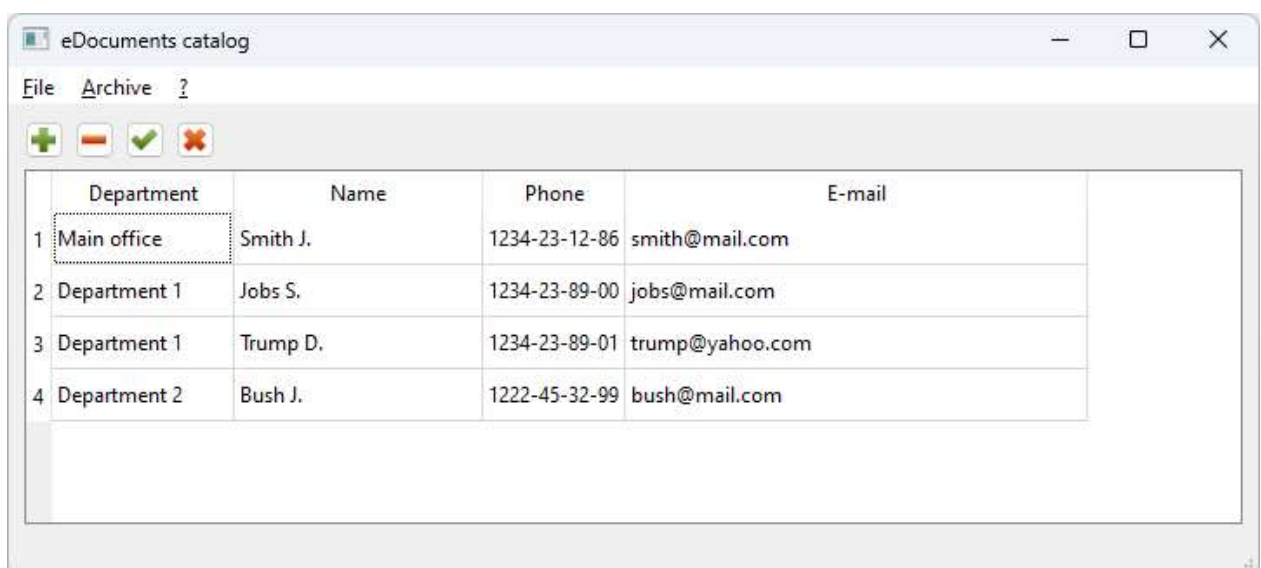 eDocuments catalog
File Archive ?
Department Name Phone E-mail
1 Main office Smith J. 1234-23-12-86 smith@mail.com
2 Department 1 Jobs S. 1234-23-89-00 jobs@mail.com
3 Department 1 Trump D. 1234-23-89-01 trump@yahoo.com
4 Department 2 Bush J. 1222-45-32-99 bush@mail.com